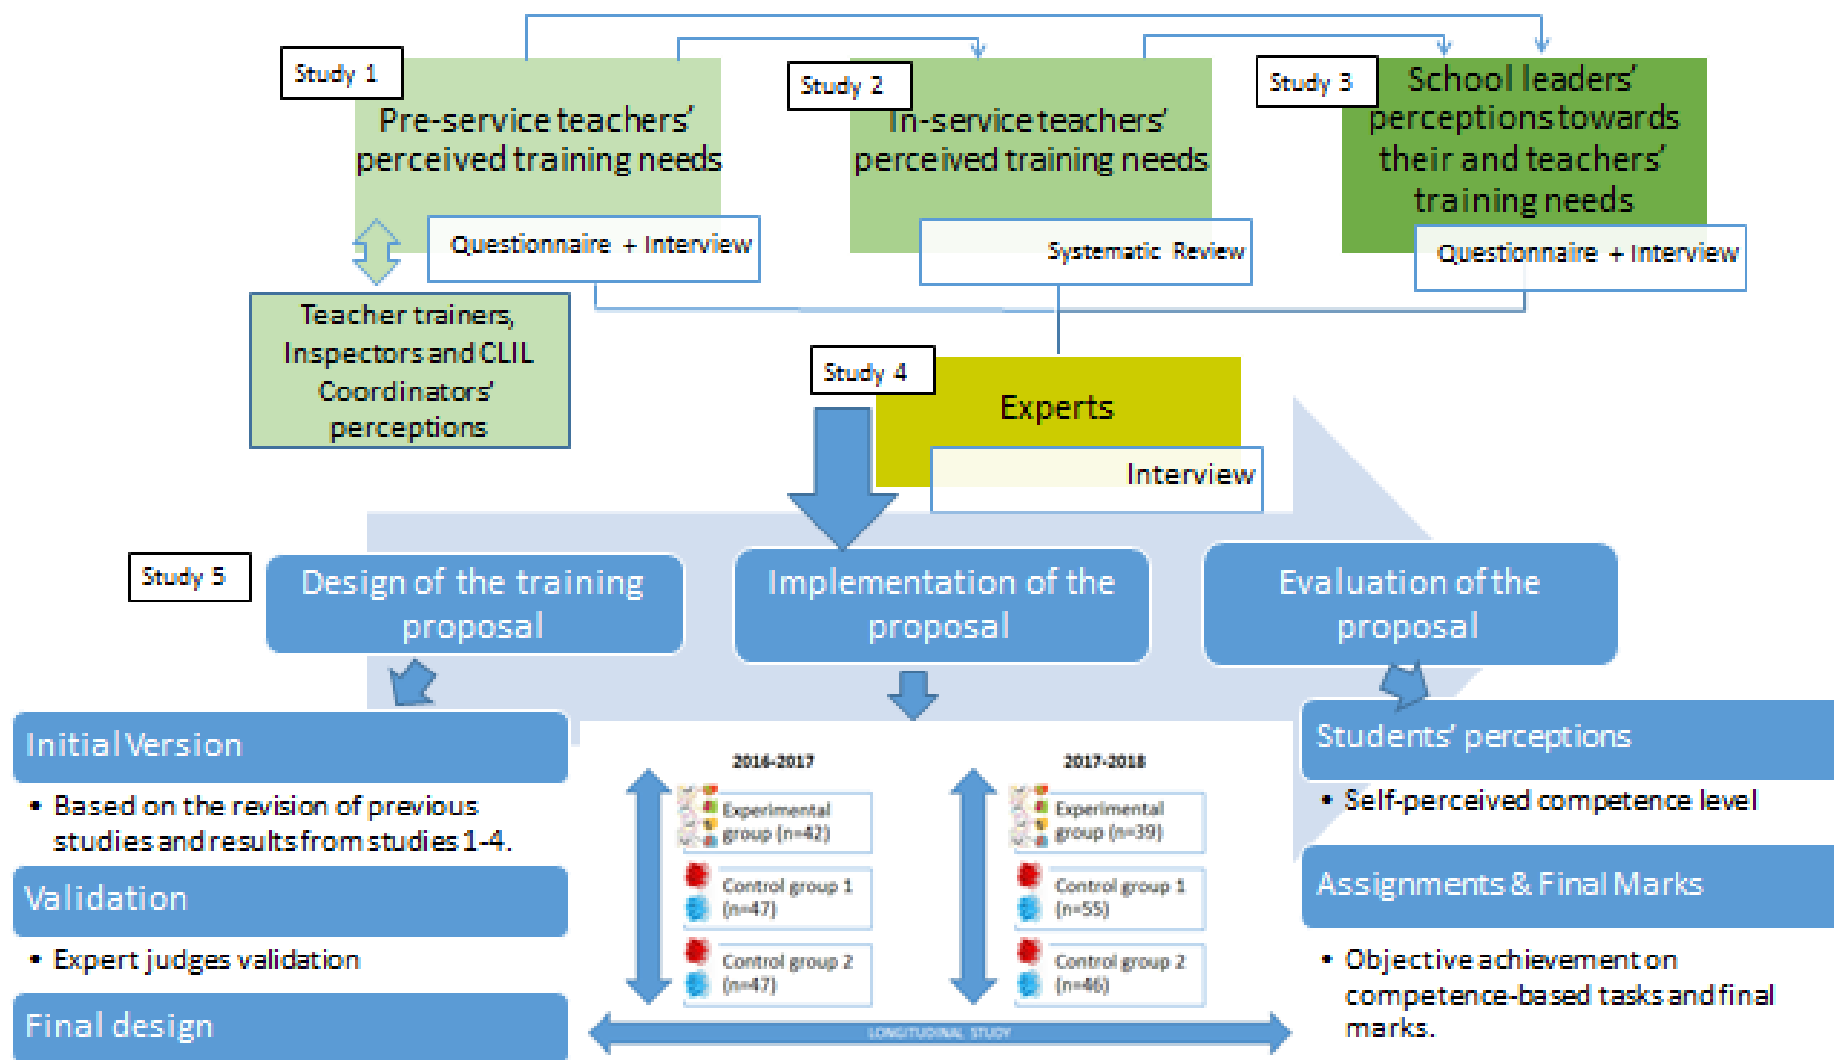 Study 1
Pre-service teachers'
perceived training needs
Questionnaire + Interview
Study 2
In-service teachers'
perceived training needs
Systematic Review
Study 3
School leaders'
perceptions towards
their and teachers'
training needs
Questionnaire + Interview
Teacher trainers,
Inspectors and CLIL
Coordinators'
perceptions
Study 4
Experts
Interview
Study 5
Design of the training
proposal
Implementation of the
proposal
Evaluation of the
proposal
Initial Version
• Based on the revision of previous
studies and results from studies 1-4.
Validation
• Expert judges validation
Final design
2016-2017
Experimental
group (n=42)
Control group 1
(n=47)
Control group 2
(n=47)
2017-2018
Experimental
group (n=39)
Control group 1
(n=55)
Control group 2
(n=46)
LONGITUDINAL STUDY
Students' perceptions
• Self-perceived competence level
Assignments & Final Marks
• Objective achievement on
competence-based tasks and final
marks.